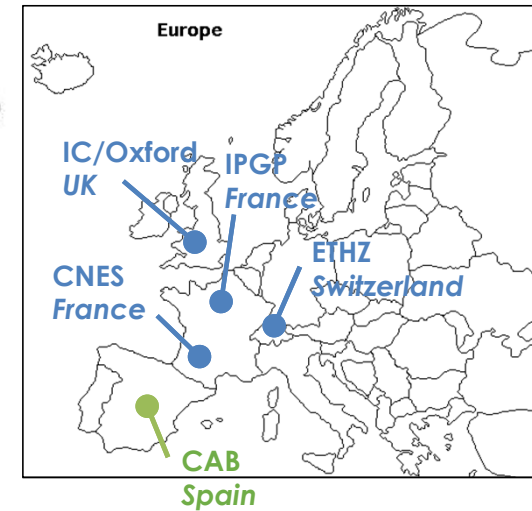 Europe
IC/Oxford
UK
IPGP
France
ETHZ
Switzerland
CNES
France
CAB
Spain